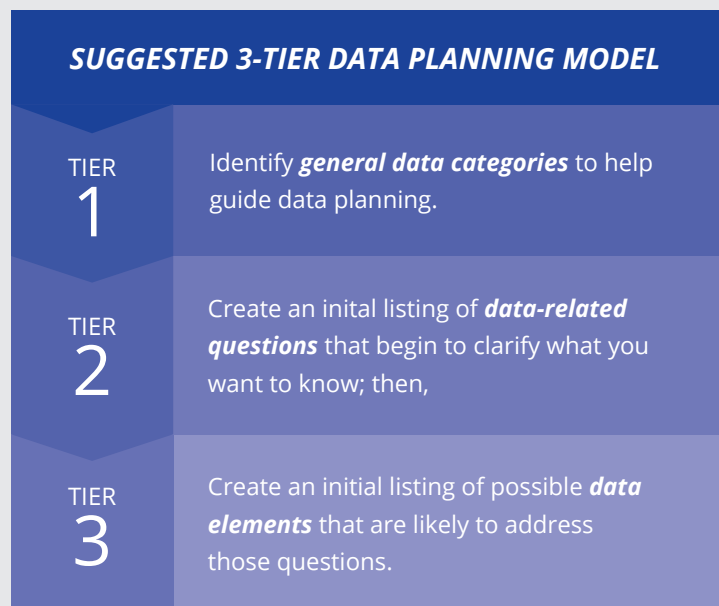 SUGGESTED 3-TIER DATA PLANNING MODEL
TIER
1
Identify general data categories to help
guide data planning.
TIER
2
Create an inital listing of data-related
questions that begin to clarify what you
want to know; then,
TIER
3
Create an initial listing of possible data
elements that are likely to address
those questions.